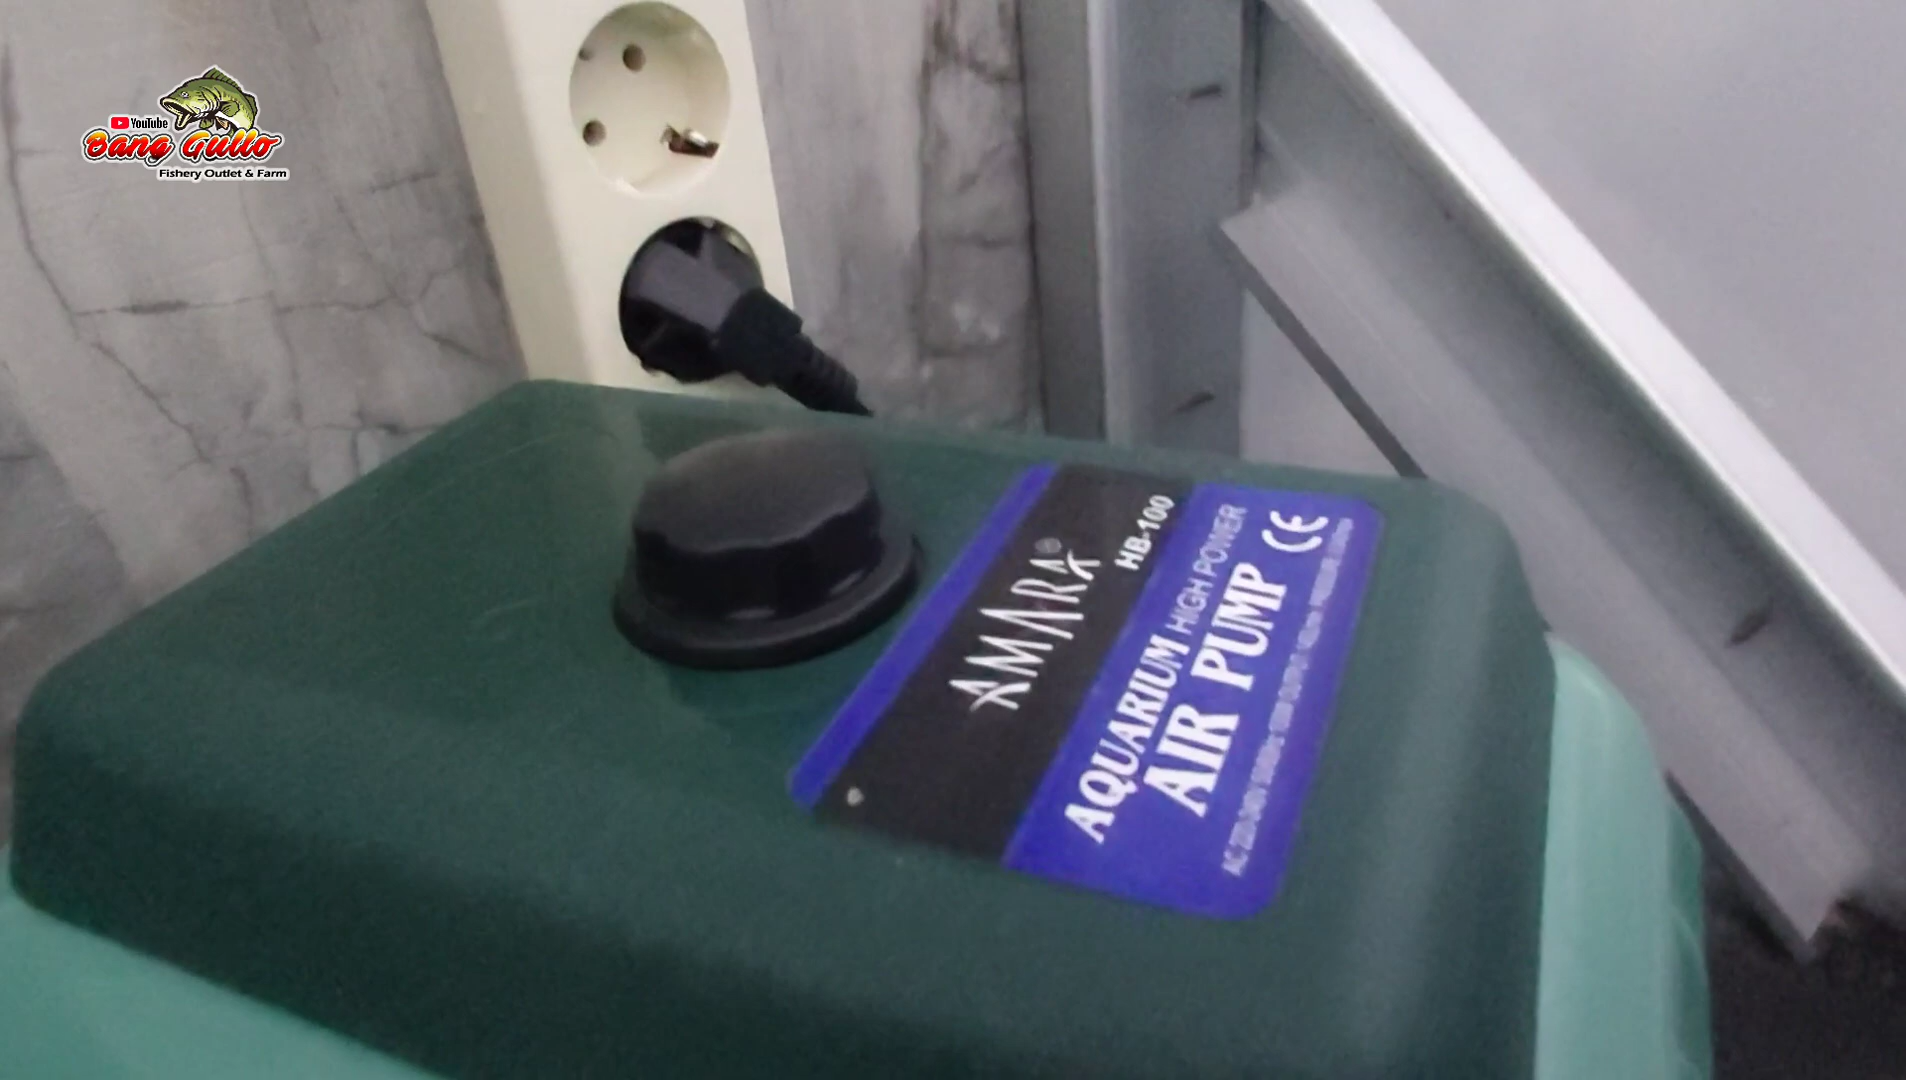 YouTube
Bang Gullo
Fishery Outlet & Farm
AMARA®
HB-100
AQUARIUM HIGH POWER
AIR PUMP
CE